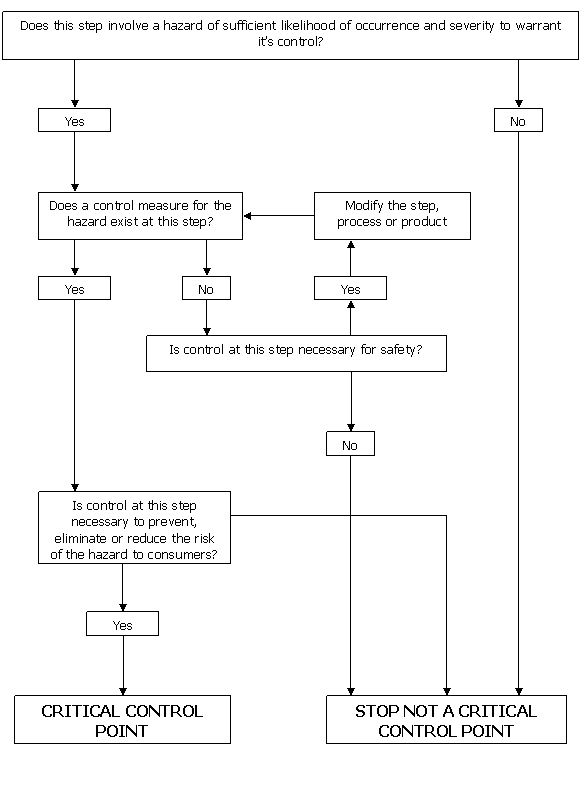 Does this step involve a hazard of sufficient likelihood of occurrence and severity to warrant
it's control?
Yes
No
Does a control measure for the
hazard exist at this step?
Modify the step,
process or product
Yes
No
Yes
Is control at this step necessary for safety?
No
Is control at this step
necessary to prevent,
eliminate or reduce the risk
of the hazard to consumers?
Yes
CRITICAL CONTROL
POINT
STOP NOT A CRITICAL
CONTROL POINT